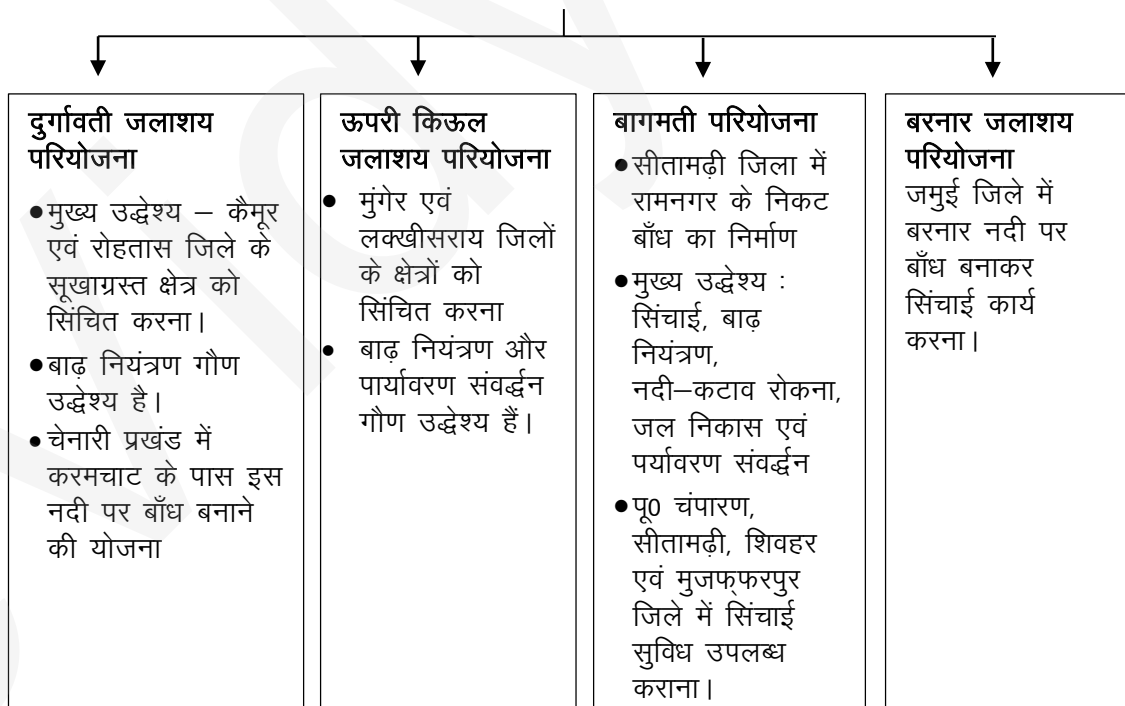 दुर्गावती जलाशय
परियोजना
●मुख्य उद्धेश्य – कैमूर
एवं रोहतास जिले के
सूखाग्रस्त क्षेत्र को
सिंचित करना।
●बाढ़ नियंत्रण गौण
उद्धेश्य है।
●चेनारी प्रखंड में
करमचाट के पास इस
नदी पर बाँध बनाने
की योजना
ऊपरी किऊल
जलाशय परियोजना
● मुंगेर एवं
लक्खीसराय जिलों
के क्षेत्रों को
सिंचित करना
● बाढ़ नियंत्रण और
पार्यावरण संवर्द्धन
गौण उद्धेश्य हैं।
बागमती परियोजना
●सीतामढ़ी जिला में
रामनगर के निकट
बाँध का निर्माण
●मुख्य उद्धेश्य :
सिंचाई, बाढ़
नियंत्रण,
नदी–कटाव रोकना,
जल निकास एवं
पर्यावरण संवर्द्धन
●पू0 चंपारण,
सीतामढ़ी, शिवहर
एवं मुजफ्फरपुर
जिले में सिंचाई
सुविध उपलब्ध
कराना।
बरनार जलाशय
परियोजना
जमुई जिले में
बरनार नदी पर
बाँध बनाकर
सिंचाई कार्य
करना।